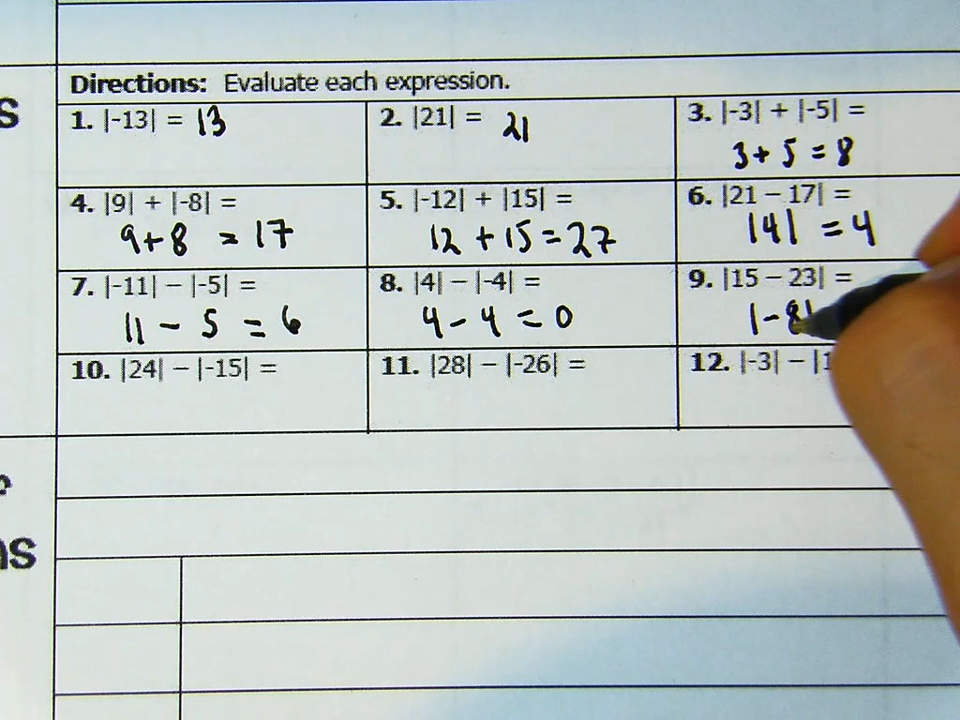 s
Directions: Evaluate each expression.
1. |-13| = 13
2. |21| = 21
3. |-3| + |-5| =
3 + 5 = 8
4. |9| + |-8| =
9 + 8 = 17
5. |-12| + |15| =
12 + 15 = 27
6. |21 − 17| =
|4| = 4
7. |-11| − |-5| =
11 − 5 = 6
8. |4| − |-4| =
4 − 4 = 0
9. |15 − 23| =
|-8|
10. |24| − |-15| =
11. |28| − |-26| =
12. |-3| − |1
ns